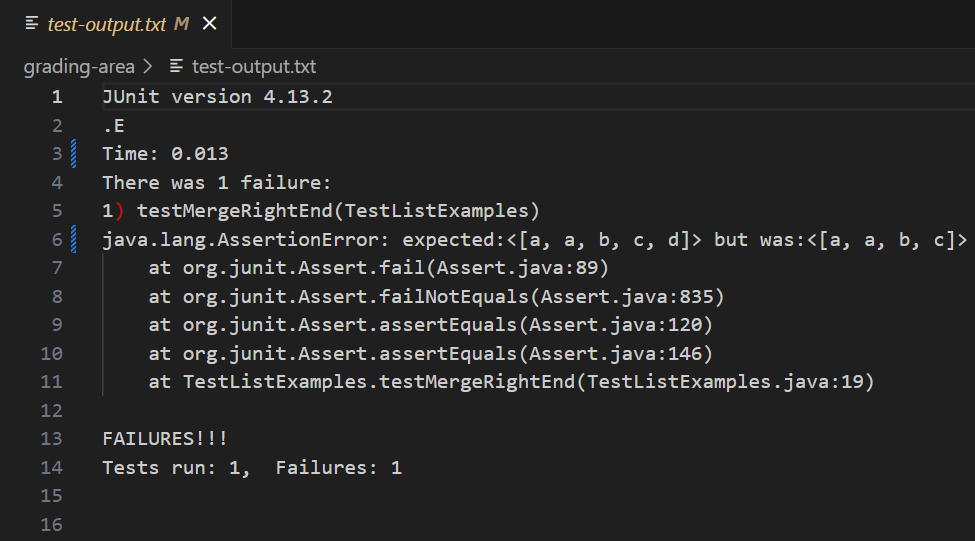 test-output.txt M ×
grading-area > test-output.txt
1 JUnit version 4.13.2
2 .E
3 Time: 0.013
4 There was 1 failure:
5 1) testMergeRightEnd(TestListExamples)
6 java.lang.AssertionError: expected:<[a, a, b, c, d]> but was:<[a, a, b, c]>
7     at org.junit.Assert.fail(Assert.java:89)
8     at org.junit.Assert.failNotEquals(Assert.java:835)
9     at org.junit.Assert.assertEquals(Assert.java:120)
10     at org.junit.Assert.assertEquals(Assert.java:146)
11     at TestListExamples.testMergeRightEnd(TestListExamples.java:19)
12
13 FAILURES!!!
14 Tests run: 1,  Failures: 1
15
16